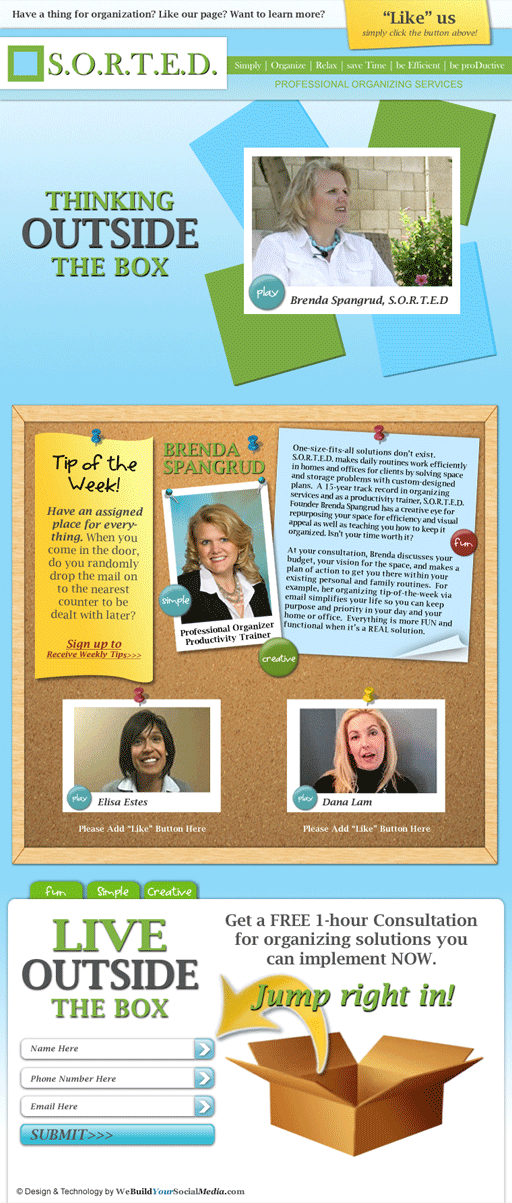 Have a thing for organization? Like our page? Want to learn more?
“Like” us
simply click the button above!
S.O.R.T.E.D.
Simply | Organize | Relax | save Time | be Efficient | be proDuctive
PROFESSIONAL ORGANIZING SERVICES
THINKING
OUTSIDE
THE BOX
play
Brenda Spangrud, S.O.R.T.E.D
Tip of the
Week!
Have an assigned
place for every-
thing. When you
come in the door,
do you randomly
drop the mail on
to the nearest
counter to be
dealt with later?
Sign up to
Receive Weekly Tips>>>
BRENDA
SPANGRUD
simple
Professional Organizer
Productivity Trainer
creative
One-size-fits-all solutions don’t exist.
S.O.R.T.E.D. makes daily routines work efficiently
in homes and offices for clients by solving space
and storage problems with custom-designed
plans. A 15-year track record in organizing
services and as a productivity trainer, S.O.R.T.E.D.
Founder Brenda Spangrud has a creative eye for
repurposing your space for efficiency and visual
appeal as well as teaching you how to keep it
organized. Isn’t your time worth it?
fun
At your consultation, Brenda discusses your
budget, your vision for the space, and makes a
plan of action to get you there within your
existing personal and family routines. For
example, her organizing tip-of-the-week via
email simplifies your life so you can keep
purpose and priority in your day and your
home or office. Everything is more FUN and
functional when it’s a REAL solution.
play
Elisa Estes
Please Add “Like” Button Here
play
Dana Lam
Please Add “Like” Button Here
fun
Simple
Creative
LIVE
OUTSIDE
THE BOX
Get a FREE 1-hour Consultation
for organizing solutions you
can implement NOW.
Jump right in!
Name Here
Phone Number Here
Email Here
SUBMIT>>>
© Design & Technology by WeBuildYourSocialMedia.com